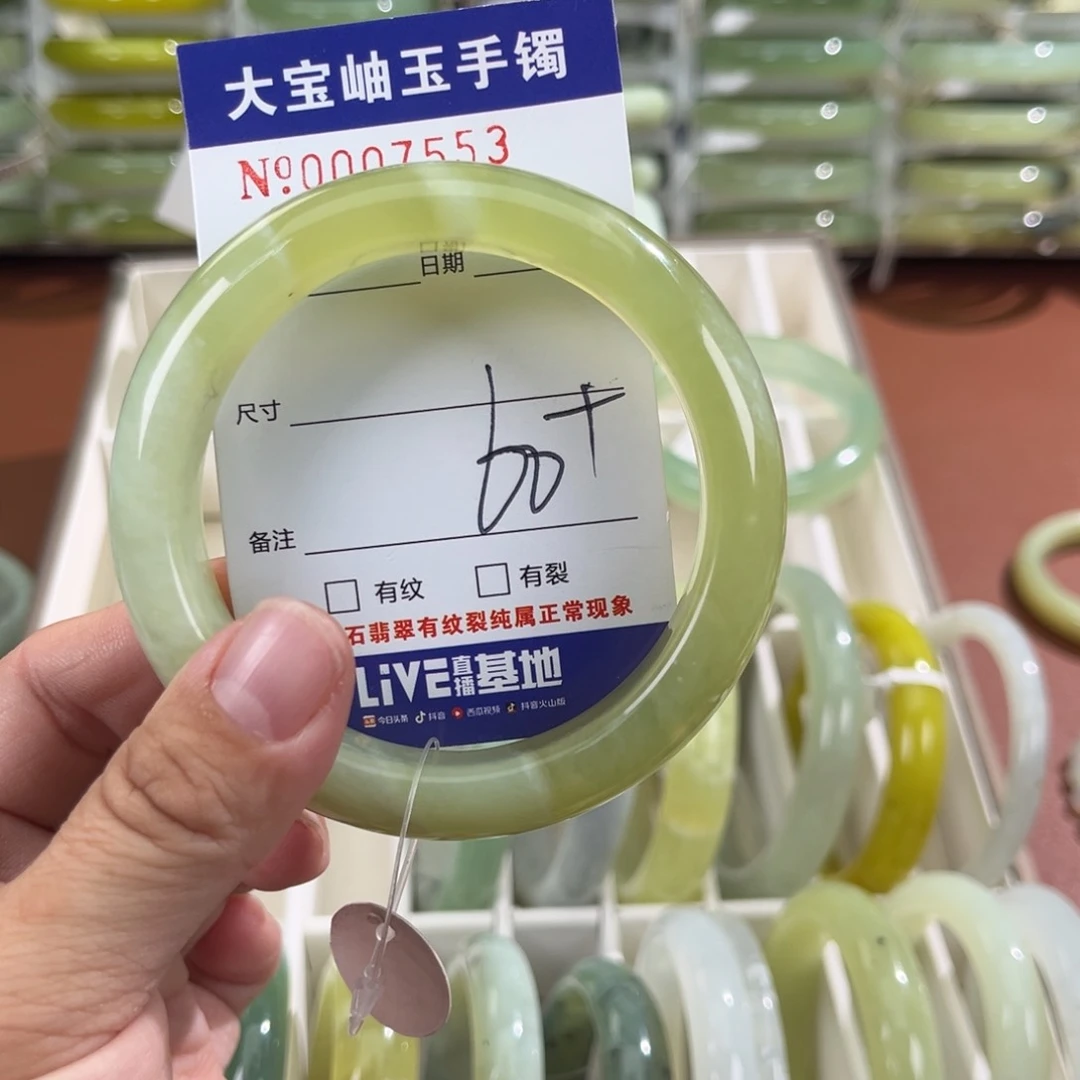 大宝岫玉手镯
Nº:0007553
日期
尺寸
60+
备注
有纹 有裂
石翡翠有纹裂纯属正常现象
LiVE直播基地
今日头条 抖音 西瓜视频 抖音火山版